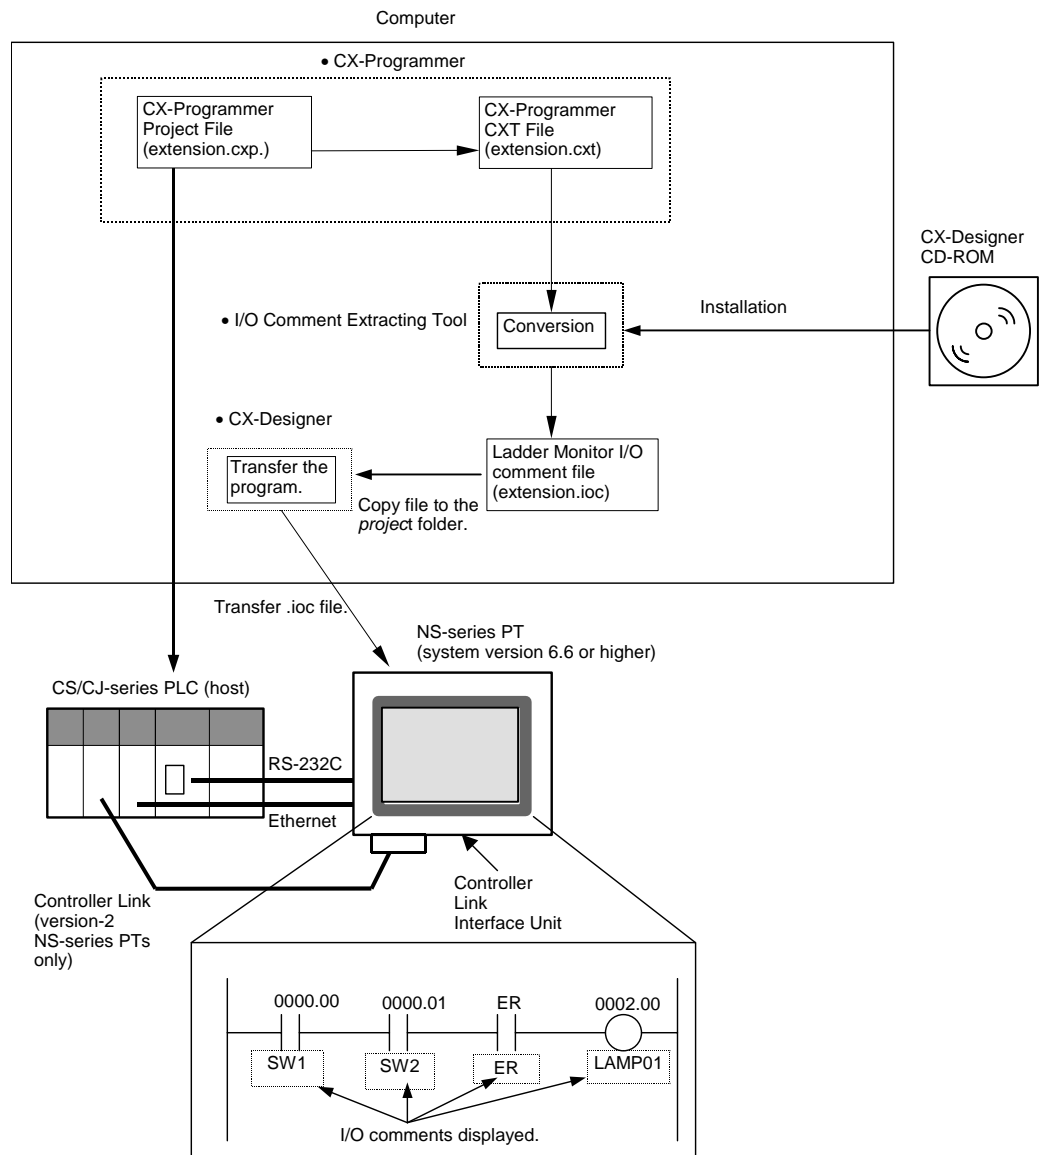 Computer
• CX-Programmer
CX-Programmer
Project File
(extension.cxp.)
CX-Programmer
CXT File
(extension.cxt)
CX-Designer
CD-ROM
Installation
• I/O Comment Extracting Tool
Conversion
• CX-Designer
Transfer the
program.
Ladder Monitor I/O
comment file
(extension.ioc)
Copy file to the
project folder.
Transfer .ioc file.
NS-series PT
(system version 6.6 or higher)
CS/CJ-series PLC (host)
RS-232C
Ethernet
Controller Link
(version-2
NS-series PTs
only)
Controller
Link
Interface Unit
0000.00
0000.01
ER
0002.00
SW1
SW2
ER
LAMP01
I/O comments displayed.